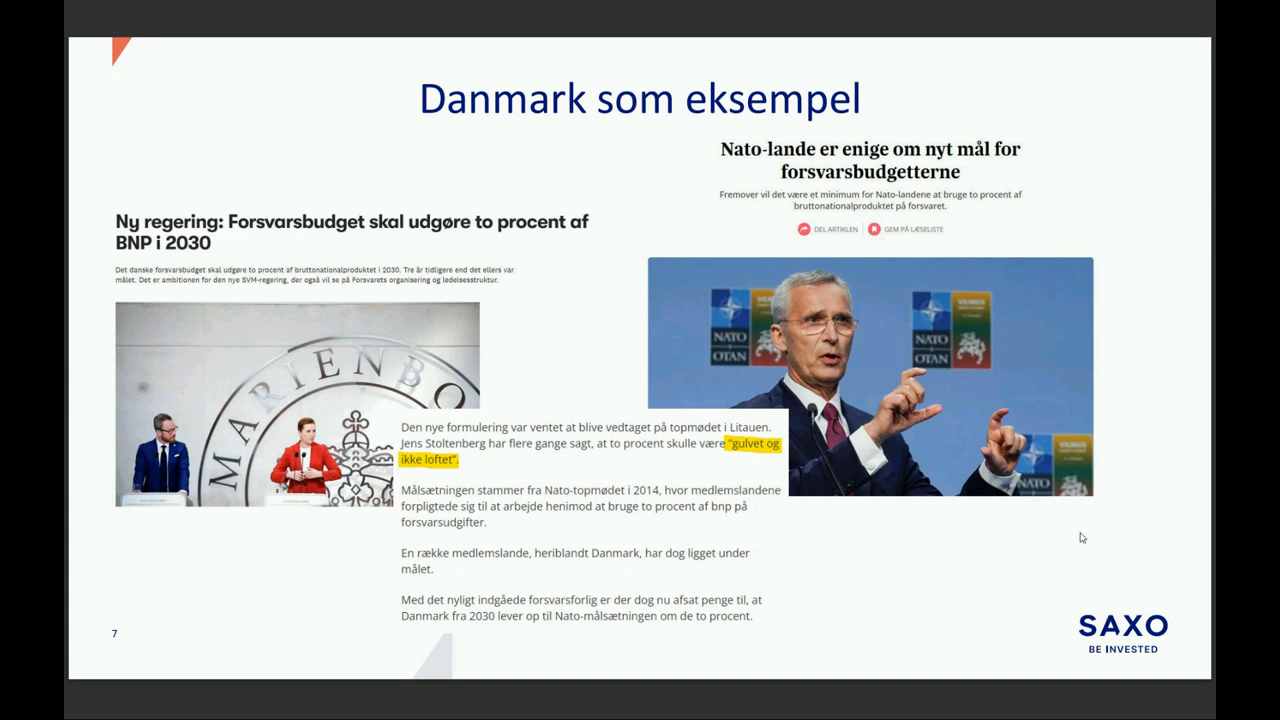 Danmark som eksempel
Nato-lande er enige om nyt mål for
forsvarsbudgetterne
Fremover vil det være et minimum for Nato-landene at bruge to procent af
bruttonationalproduktet på forsvaret.
DEL ARTIKLEN
GEM PÅ LÆSELISTE
Ny regering: Forsvarsbudget skal udgøre to procent af
BNP i 2030
Det danske forsvarsbudget skal udgøre to procent af bruttonationalproduktet i 2030. Tre år tidligere end det ellers var
målet. Det er ambitionen for den nye SVM-regering, der også vil se på Forsvarets organisering og ledelsesstruktur.
MARIENBO
NATO
OTAN
VILNIUS
NATO
OTAN
NATO
OTAN
Den nye formulering var ventet at blive vedtaget på topmødet i Litauen.
Jens Stoltenberg har flere gange sagt, at to procent skulle være "gulvet og
ikke loftet".
Målsætningen stammer fra Nato-topmødet i 2014, hvor medlemslandene
forpligtede sig til at arbejde henimod at bruge to procent af bnp på
forsvarsudgifter.
En række medlemslande, heriblandt Danmark, har dog ligget under
målet.
Med det nyligt indgåede forsvarsforlig er der dog nu afsat penge til, at
Danmark fra 2030 lever op til Nato-målsætningen om de to procent.
7
SAXO
BE INVESTED